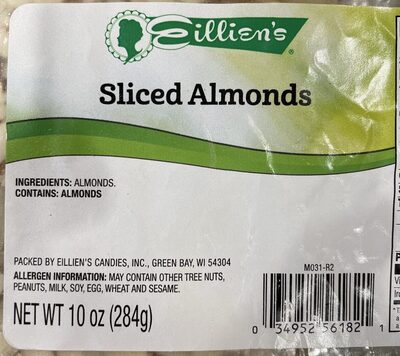 Eillien's®
Sliced Almonds
INGREDIENTS: ALMONDS.
CONTAINS: ALMONDS
PACKED BY EILLIEN'S CANDIES, INC., GREEN BAY, WI 54304
ALLERGEN INFORMATION: MAY CONTAIN OTHER TREE NUTS,
PEANUTS, MILK, SOY, EGG, WHEAT AND SESAME.
NET WT 10 oz (284g)
M031-R2
0 34952 56182 1